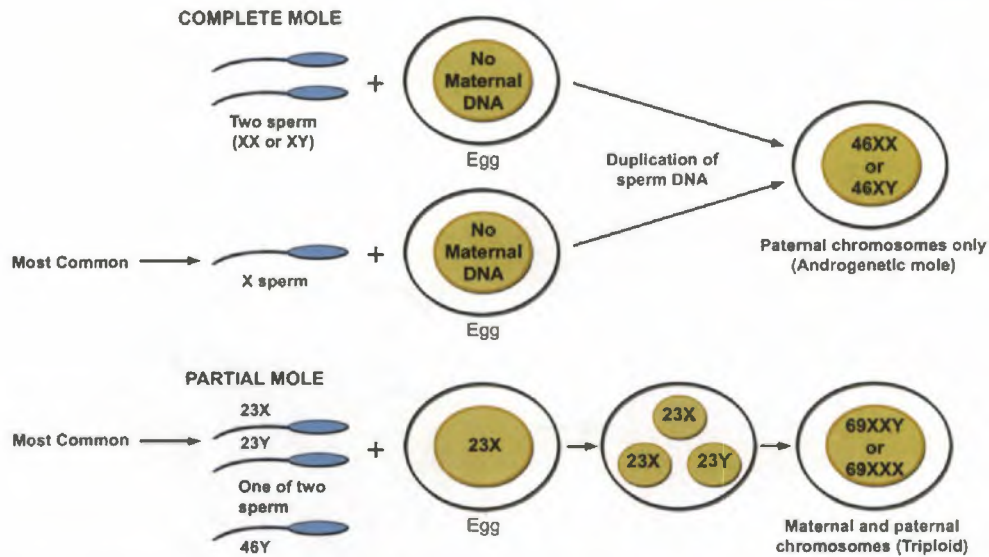 COMPLETE MOLE
Two sperm
(XX or XY)
+
No
Maternal
DNA
Egg
Duplication of
sperm DNA
46XX
or
46XY
Paternal chromosomes only
(Androgenetic mole)
Most Common
X sperm
+
No
Maternal
DNA
Egg
PARTIAL MOLE
Most Common
23X
23Y
One of two
sperm
46Y
+
23X
Egg
23X
23X
23Y
69XXY
or
69XXX
Maternal and paternal
chromosomes (Triploid)